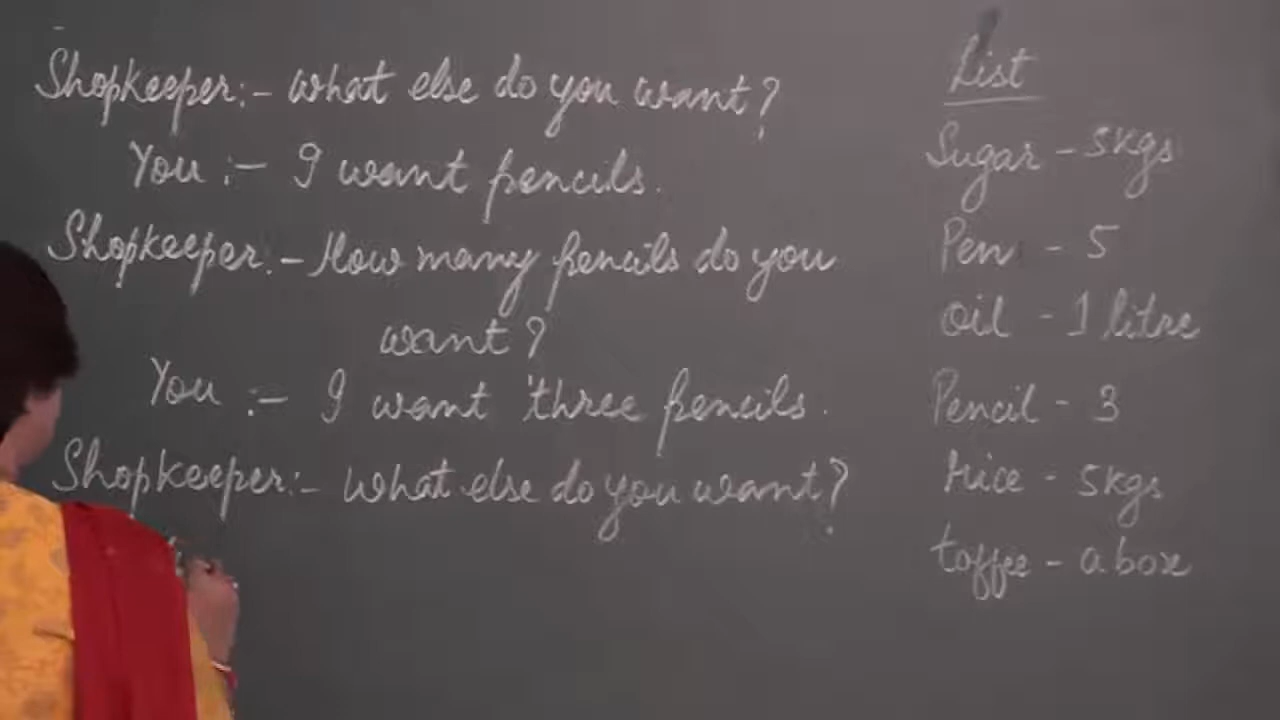 Shopkeeper:- What else do you want?
You :- I want pencils.
Shopkeeper.- How many pencils do you
want?
You :- I want three pencils.
Shopkeeper:- What else do you want?
List
Sugar - 5kgs
Pen - 5
Oil - 1 litre
Pencil - 3
Rice - 5kgs
toffee - a box